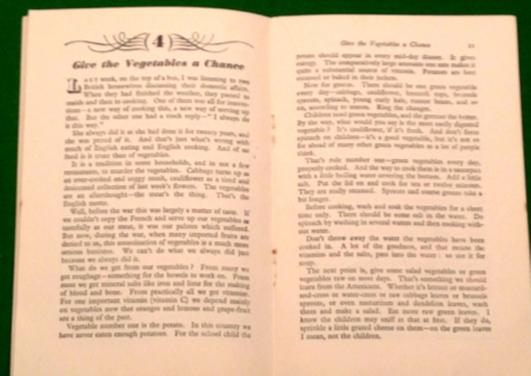 4
Give the Vegetables a Chance
LAST week, on the top of a bus, I was listening to two
British housewives discussing their domestic affairs.
When they had finished the weather, they passed to
maids and then to cooking. One of them was all for innova-
tions—a new way of cooking this, a new way of serving up
that. But the other one had a stock reply—"I always do
it this way."
She always did it as she had done it for twenty years, and
she was proud of it. And that's just what's wrong with
much of English eating and English cooking. And of no
food is it truer than of vegetables.
It is a tradition in some households, and in not a few
restaurants, to murder the vegetables. Cabbage turns up as
an over-cooked and soggy mush, cauliflower as a tired and
desiccated collection of last week's flowers. The vegetables
are an afterthought—the meat's the thing. That's the
English menu.
Well, before the war this was largely a matter of taste. If
we couldn't copy the French and serve up our vegetables as
tastefully as our meat, it was our palates which suffered.
But now, during the war, when many imported fruits are
denied to us, this assassination of vegetables is a much more
serious business. We can't do what we always did just
because we always did it.
What do we get from our vegetables? From many we
get roughage—something for the bowels to work on. From
most we get mineral salts like iron and lime for the making
of blood and bone. From practically all we get vitamins.
For one important vitamin (vitamin C) we depend mainly
on vegetables now that oranges and lemons and grape-fruit
are a thing of the past.
Vegetable number one is the potato. In this country we
have never eaten enough potatoes. For the school child the
Give the Vegetables a Chance
potato should appear in every mid-day dinner. It gives
energy. The comparatively large amounts one eats makes it
quite a substantial source of vitamin. Potatoes are best
steamed or baked in their jackets.
Now for greens. There should be one green vegetable
every day—cabbage, cauliflower, brussels tops, brussels
sprouts, spinach, young curly kale, runner beans, and so
on, according to season. Ring the changes.
Children need green vegetables, and the greener the better.
By the way, what would you say is the most easily digested
vegetable? It's cauliflower, if it's fresh. And don't force
spinach on children—it's a good vegetable, but it's not so
far ahead of many other green vegetables as a lot of people
think.
That's rule number one—green vegetables every day,
properly cooked. And the way to cook them is in a saucepan
with a little boiling water covering the bottom. Add a little
salt. Put the lid on and cook for ten or twelve minutes.
They are really steamed. Sprouts and coarse greens take a
bit longer.
Before cooking, wash and soak the vegetables for a short
time only. There should be some salt in the water. Do
spinach by washing in several waters and then cooking with-
out water.
Don't throw away the water the vegetables have been
cooked in. A lot of the goodness, and that means the
vitamins and the salts, pass into the water: so use it for
soup.
The next point is, give some salad vegetables or green
vegetables raw on most days. That's something we should
learn from the Americans. Whether it's lettuce or mustard-
and-cress or water-cress or raw cabbage leaves or brussels
sprouts, or even nasturtium and dandelion leaves, wash
them and make a salad. Eat more raw green leaves. I
know the children may sniff at that at first. If they do,
sprinkle a little grated cheese on them—on the green leaves
I mean, not the children.